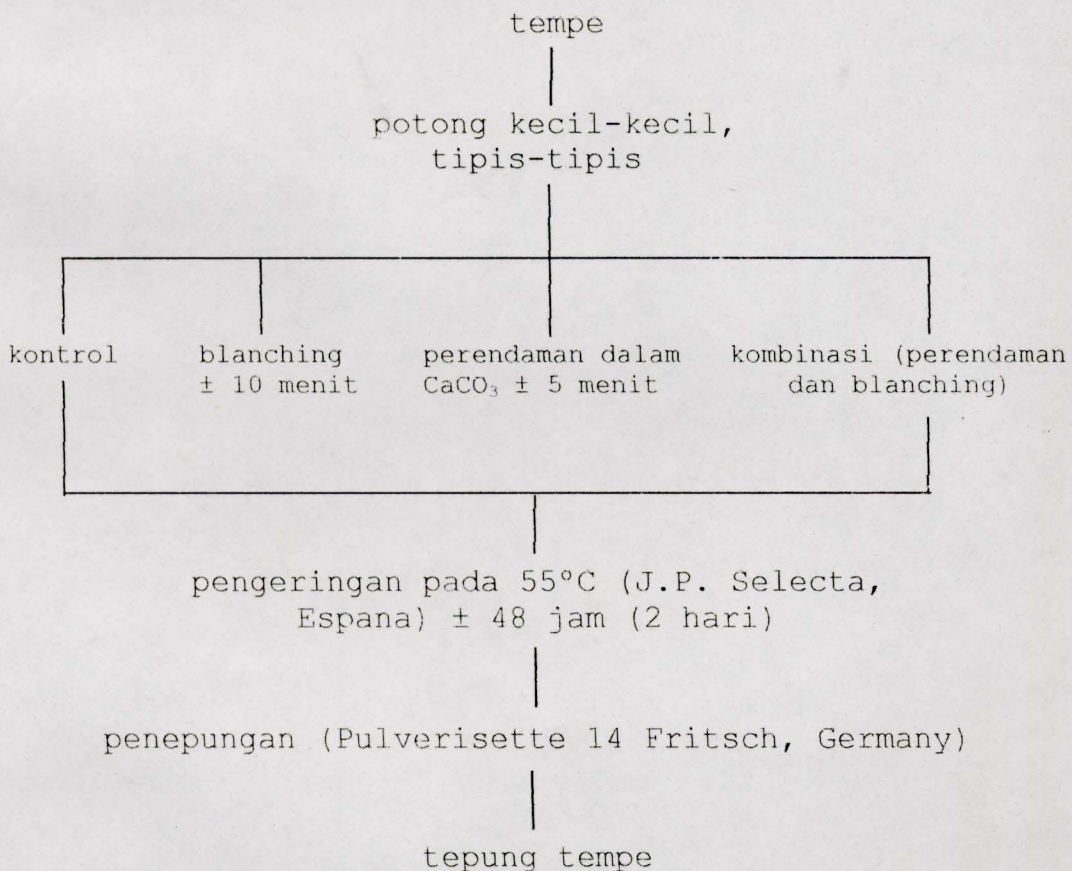 tempe
potong kecil-kecil,
tipis-tipis
kontrol
blanching
± 10 menit
perendaman dalam
CaCO₃ ± 5 menit
kombinasi (perendaman
dan blanching)
pengeringan pada 55°C (J.P. Selecta,
Espana) ± 48 jam (2 hari)
penepungan (Pulverisette 14 Fritsch, Germany)
tepung tempe